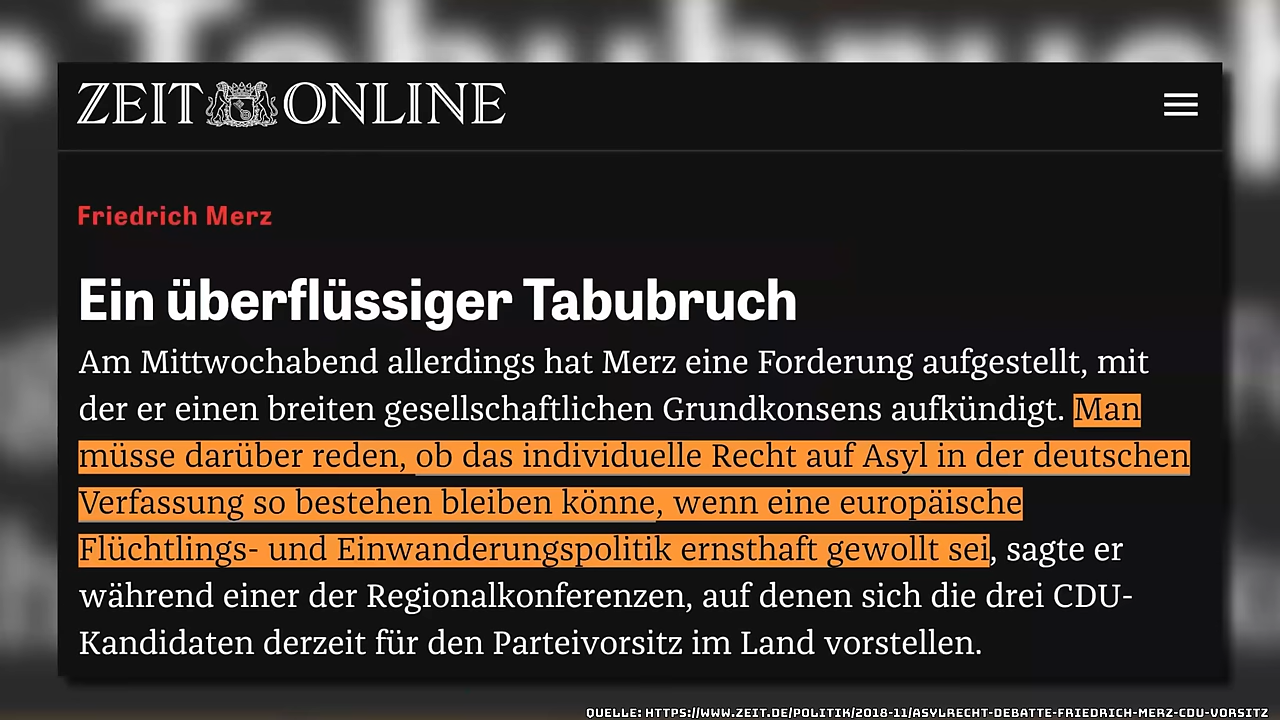 ZEIT ONLINE
Friedrich Merz
Ein überflüssiger Tabubruch
Am Mittwochabend allerdings hat Merz eine Forderung aufgestellt, mit
der er einen breiten gesellschaftlichen Grundkonsens aufkündigt. Man
müsse darüber reden, ob das individuelle Recht auf Asyl in der deutschen
Verfassung so bestehen bleiben könne, wenn eine europäische
Flüchtlings- und Einwanderungspolitik ernsthaft gewollt sei, sagte er
während einer der Regionalkonferenzen, auf denen sich die drei CDU-
Kandidaten derzeit für den Parteivorsitz im Land vorstellen.
QUELLE: HTTPS://WWW.ZEIT.DE/POLITIK/2018-11/ASYLRECHT-DEBATTE-FRIEDRICH-MERZ-CDU-VORSITZ